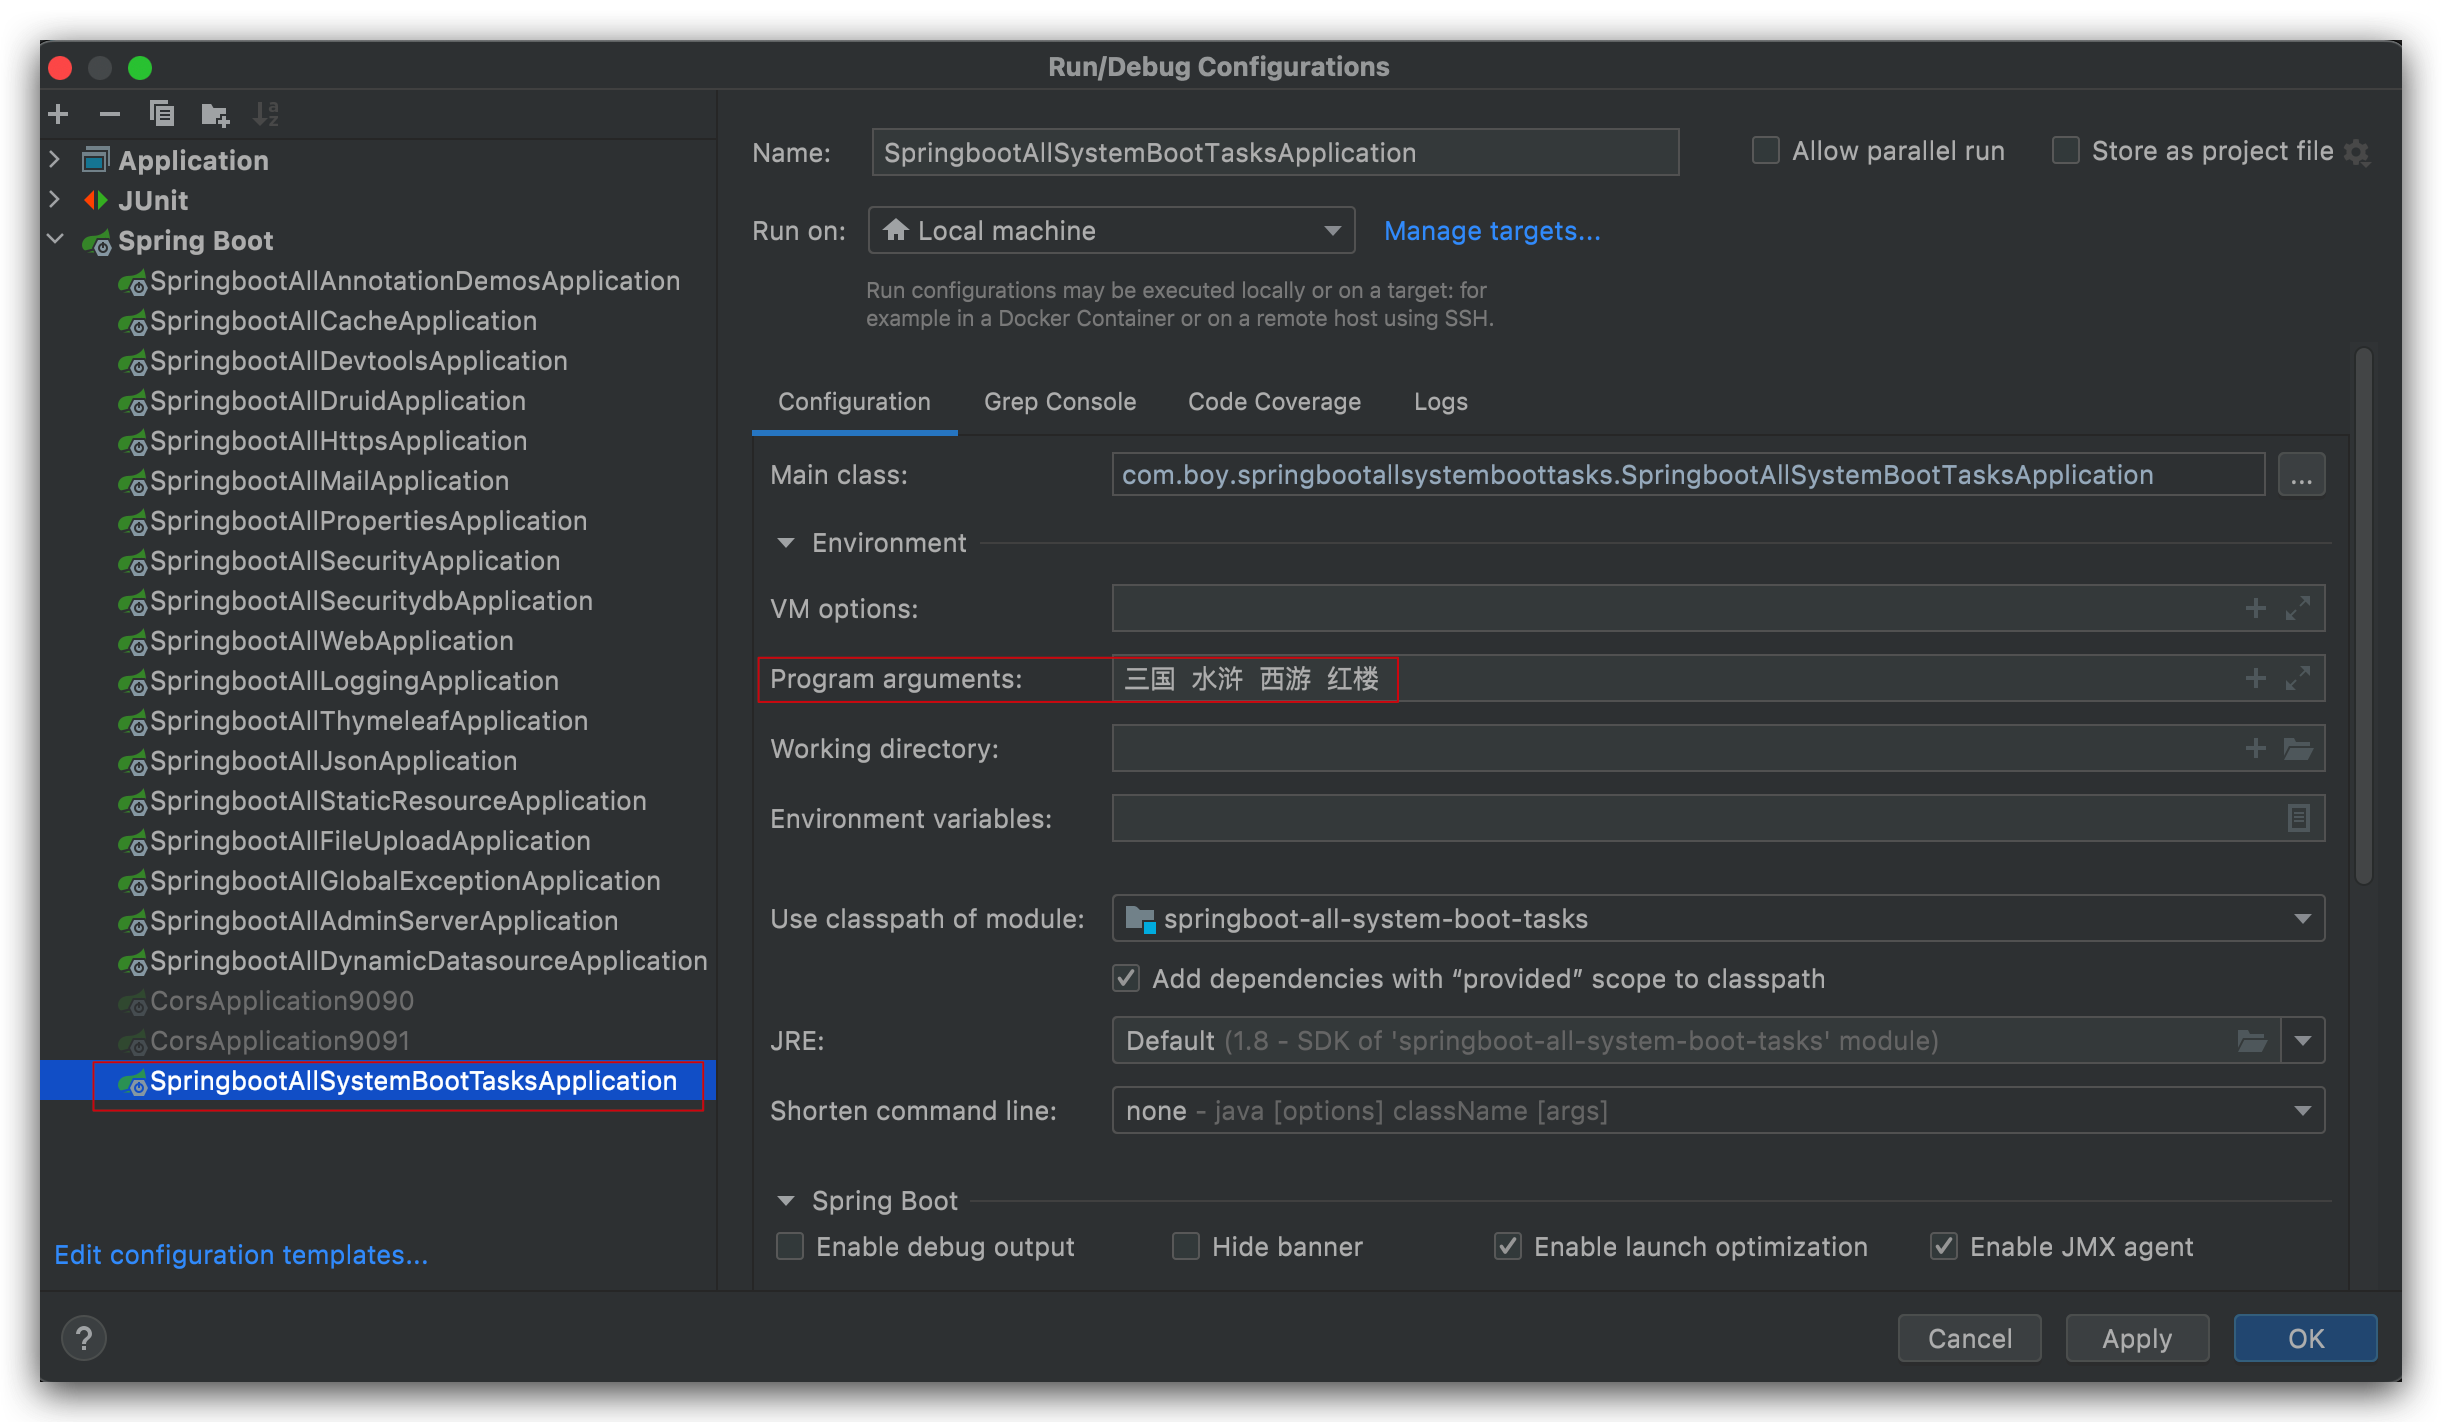 Run/Debug Configurations
Application
JUnit
Spring Boot
SpringbootAllAnnotationDemosApplication
SpringbootAllCacheApplication
SpringbootAllDevtoolsApplication
SpringbootAllDruidApplication
SpringbootAllHttpsApplication
SpringbootAllMailApplication
SpringbootAllPropertiesApplication
SpringbootAllSecurityApplication
SpringbootAllSecuritydbApplication
SpringbootAllWebApplication
SpringbootAllLoggingApplication
SpringbootAllThymeleafApplication
SpringbootAllJsonApplication
SpringbootAllStaticResourceApplication
SpringbootAllFileUploadApplication
SpringbootAllGlobalExceptionApplication
SpringbootAllAdminServerApplication
SpringbootAllDynamicDatasourceApplication
CorsApplication9090
CorsApplication9091
SpringbootAllSystemBootTasksApplication
Edit configuration templates...
Name: SpringbootAllSystemBootTasksApplication Allow parallel run Store as project file
Run on: Local machine Manage targets...
Run configurations may be executed locally or on a target: for
example in a Docker Container or on a remote host using SSH.
Configuration Grep Console Code Coverage Logs
Main class: com.boy.springbootallsystemboottasks.SpringbootAllSystemBootTasksApplication ...
Environment
VM options:
Program arguments: 三国 水浒 西游 红楼
Working directory:
Environment variables:
Use classpath of module: springboot-all-system-boot-tasks
Add dependencies with “provided” scope to classpath
JRE: Default (1.8 - SDK of 'springboot-all-system-boot-tasks' module)
Shorten command line: none - java [options] className [args]
Spring Boot
Enable debug output Hide banner Enable launch optimization Enable JMX agent
? Cancel Apply OK